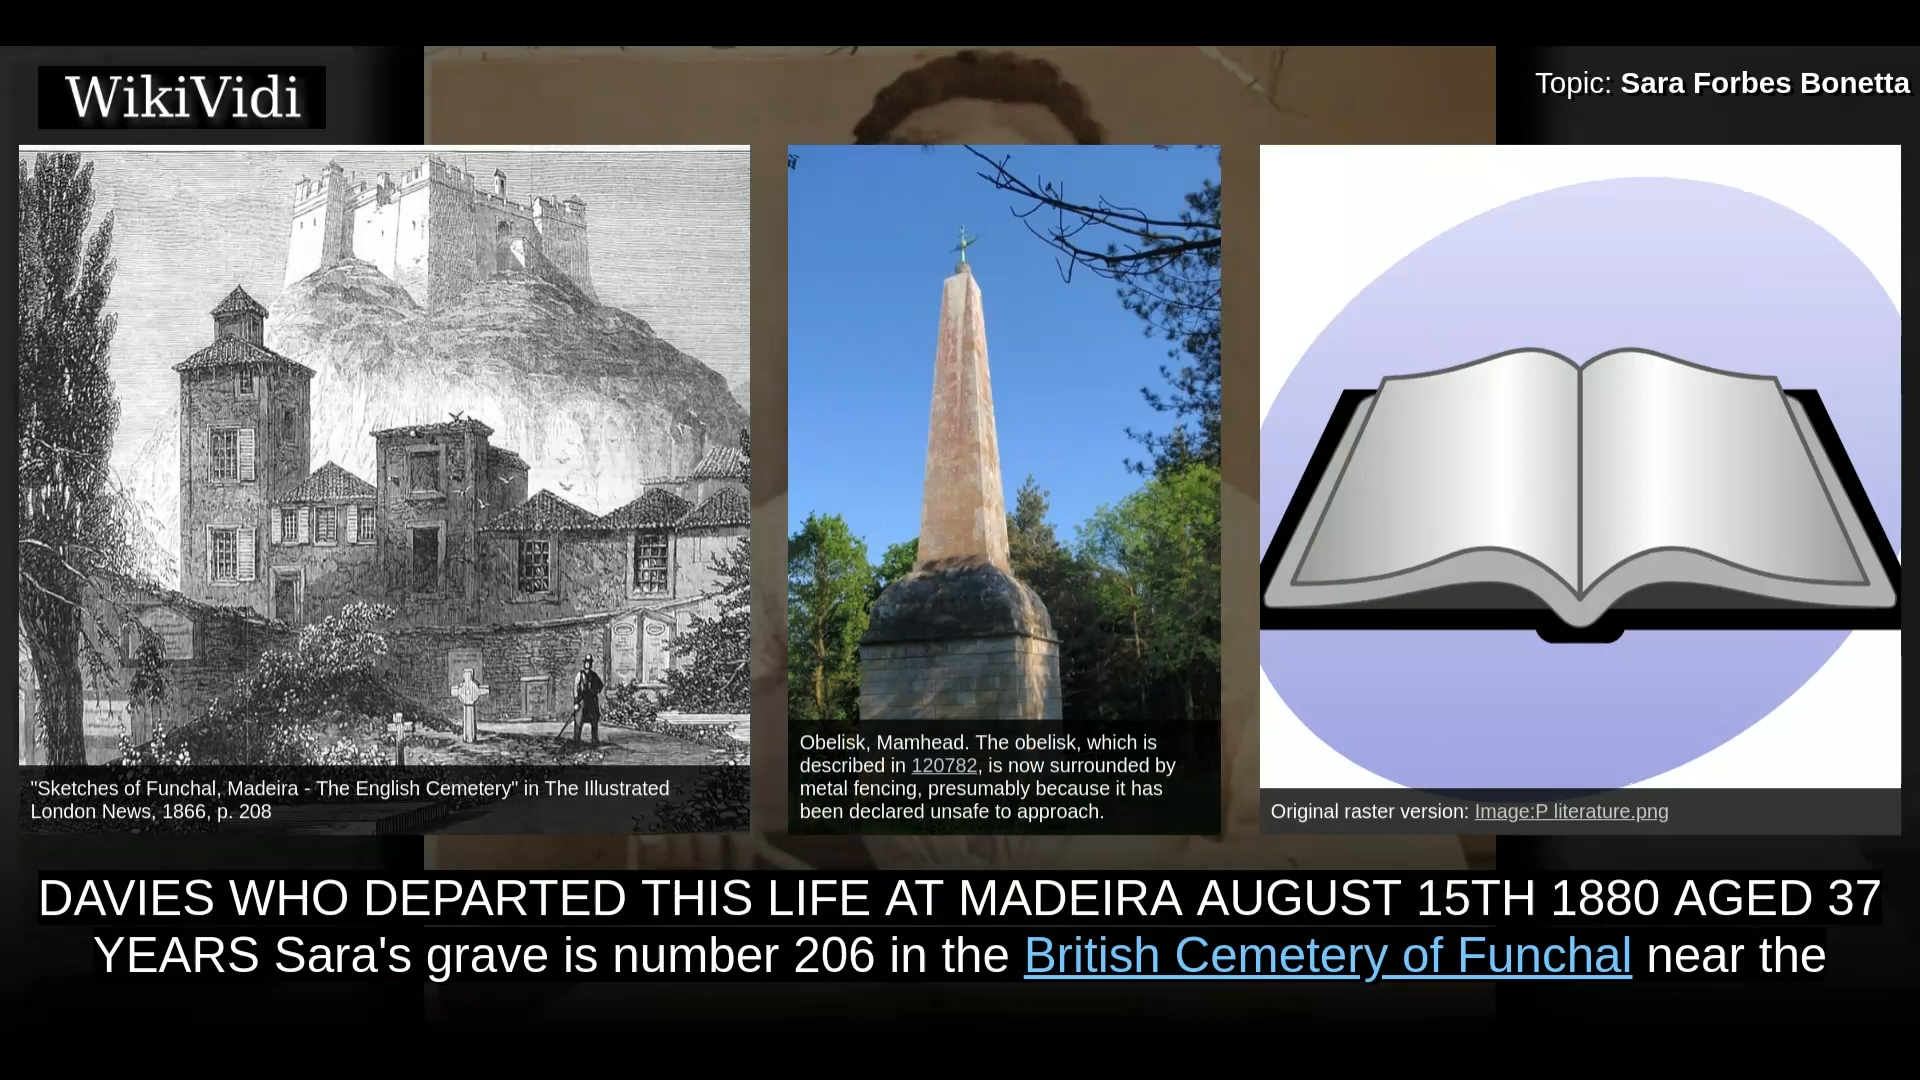 WikiVidi
Topic: Sara Forbes Bonetta
"Sketches of Funchal, Madeira - The English Cemetery" in The Illustrated
London News, 1866, p. 208
Obelisk, Mamhead. The obelisk, which is
described in 120782, is now surrounded by
metal fencing, presumably because it has
been declared unsafe to approach.
Original raster version: Image:P literature.png
DAVIES WHO DEPARTED THIS LIFE AT MADEIRA AUGUST 15TH 1880 AGED 37
YEARS Sara's grave is number 206 in the British Cemetery of Funchal near the